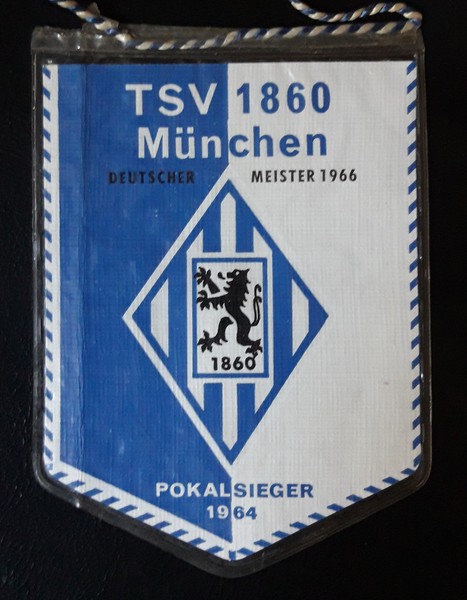 TSV 1860
München
DEUTSCHER MEISTER 1966
1860
POKALSIEGER
1964